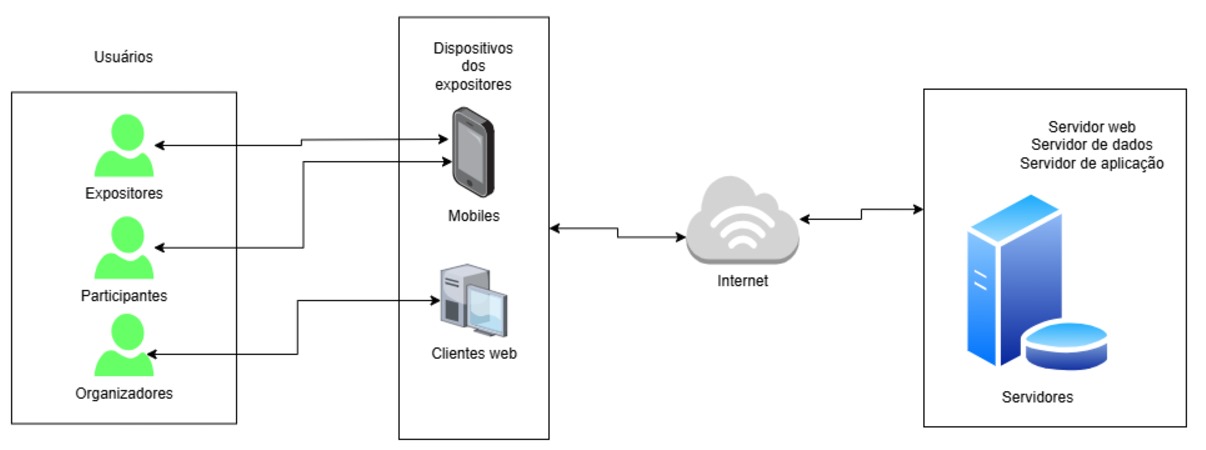 Usuários
Expositores
Participantes
Organizadores
Dispositivos
dos
expositores
Mobiles
Clientes web
Internet
Servidor web
Servidor de dados
Servidor de aplicação
Servidores